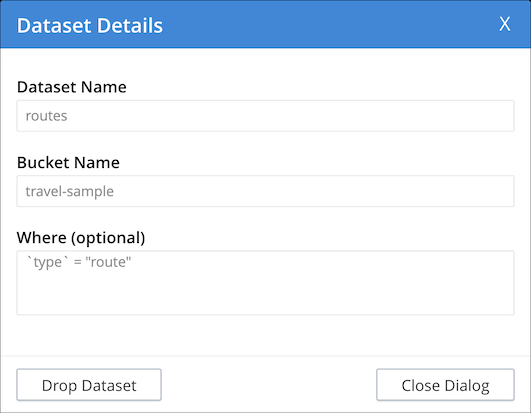 Dataset Details X
Dataset Name
routes
Bucket Name
travel-sample
Where (optional)
`type` = "route"
Drop Dataset Close Dialog